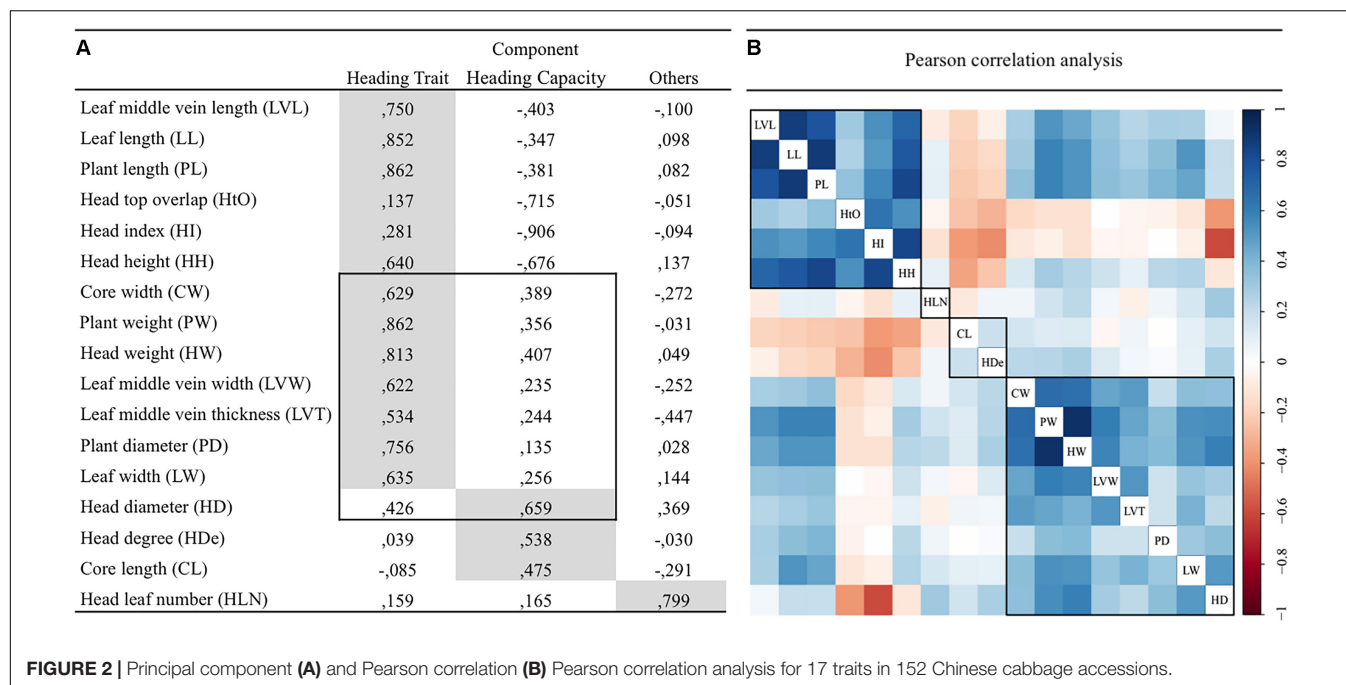 A
Component
Heading Trait Heading Capacity Others
Leaf middle vein length (LVL) ,750 -,403 -,100
Leaf length (LL) ,852 -,347 ,098
Plant length (PL) ,862 -,381 ,082
Head top overlap (HtO) ,137 -,715 -,051
Head index (HI) ,281 -,906 -,094
Head height (HH) ,640 -,676 ,137
Core width (CW) ,629 ,389 -,272
Plant weight (PW) ,862 ,356 -,031
Head weight (HW) ,813 ,407 ,049
Leaf middle vein width (LVW) ,622 ,235 -,252
Leaf middle vein thickness (LVT) ,534 ,244 -,447
Plant diameter (PD) ,756 ,135 ,028
Leaf width (LW) ,635 ,256 ,144
Head diameter (HD) ,426 ,659 ,369
Head degree (HDe) ,039 ,538 -,030
Core length (CL) -,085 ,475 -,291
Head leaf number (HLN) ,159 ,165 ,799
B
Pearson correlation analysis
LVL
LL
PL
HtO
HI
HH
HLN
CL
HDe
CW
PW
HW
LVW
LVT
PD
LW
HD
1
0.8
0.6
0.4
0.2
0
-0.2
-0.4
-0.6
-0.8
-1
FIGURE 2 | Principal component (A) and Pearson correlation (B) Pearson correlation analysis for 17 traits in 152 Chinese cabbage accessions.